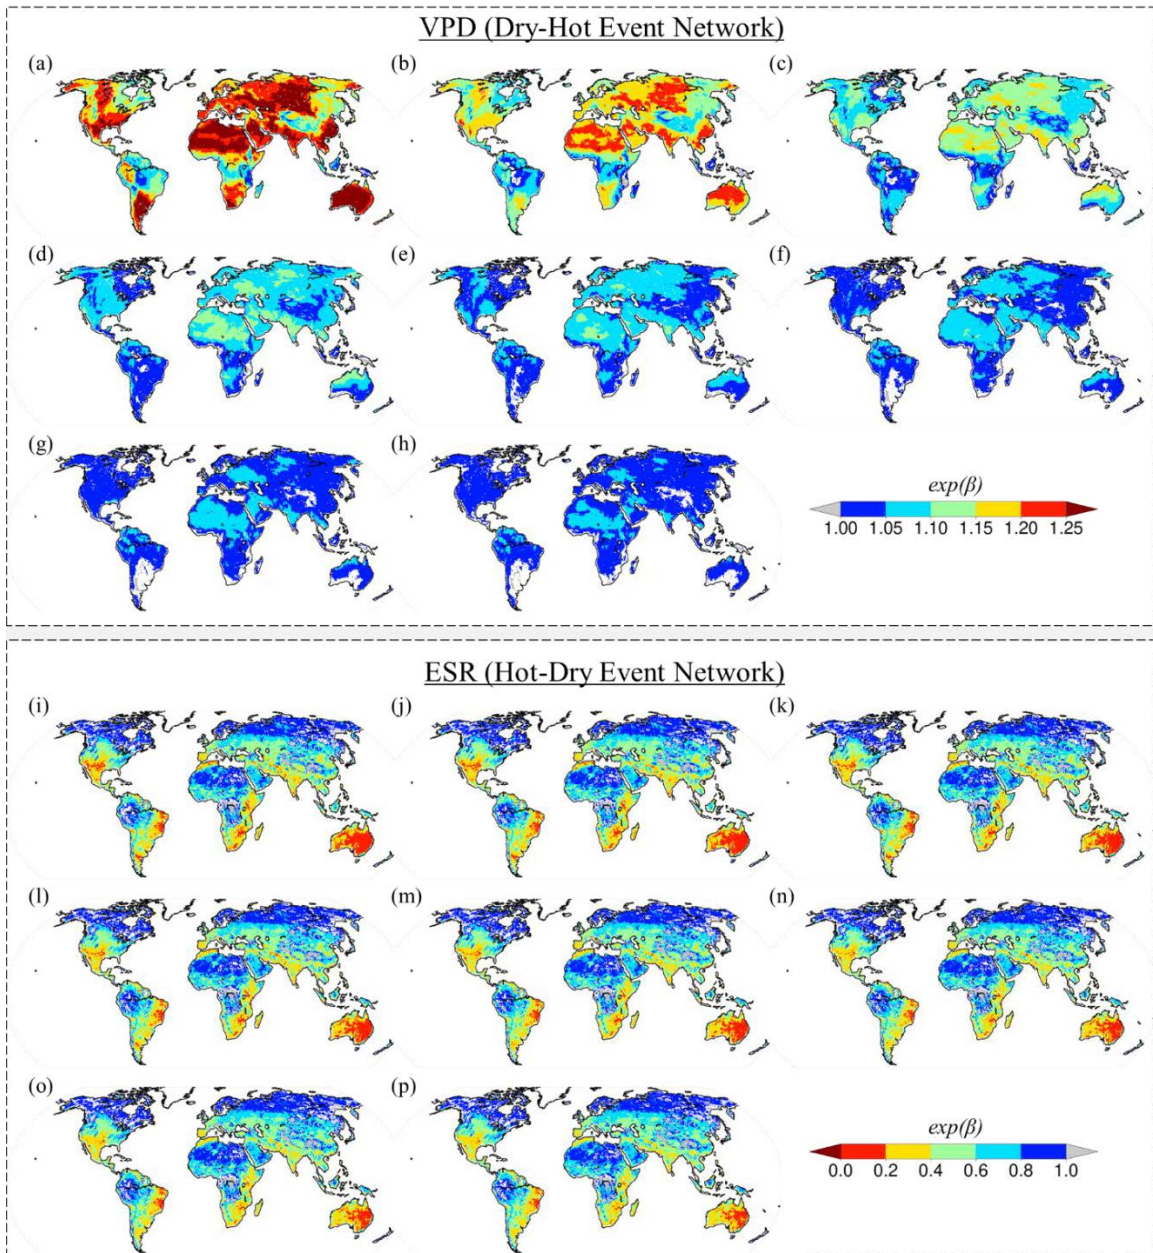 VPD (Dry-Hot Event Network)
(a)
(b)
(c)
(d)
(e)
(f)
(g)
(h)
exp(β)
1.00 1.05 1.10 1.15 1.20 1.25
ESR (Hot-Dry Event Network)
(i)
(j)
(k)
(l)
(m)
(n)
(o)
(p)
exp(β)
0.0 0.2 0.4 0.6 0.8 1.0